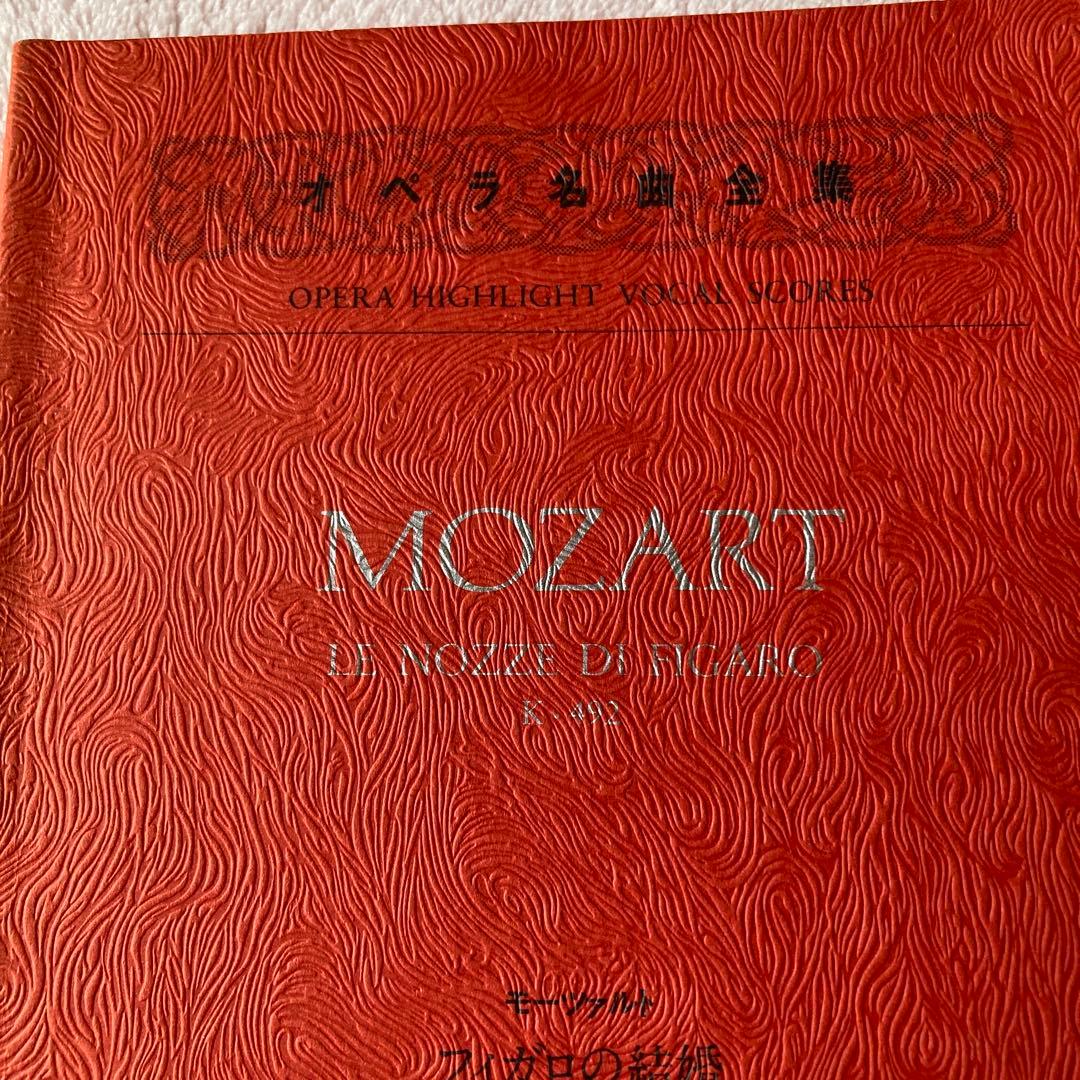 オペラ名曲全集
OPERA HIGHLIGHT VOCAL SCORES
MOZART
LE NOZZE DI FIGARO
K・492
モーツァルト
フィガロの結婚